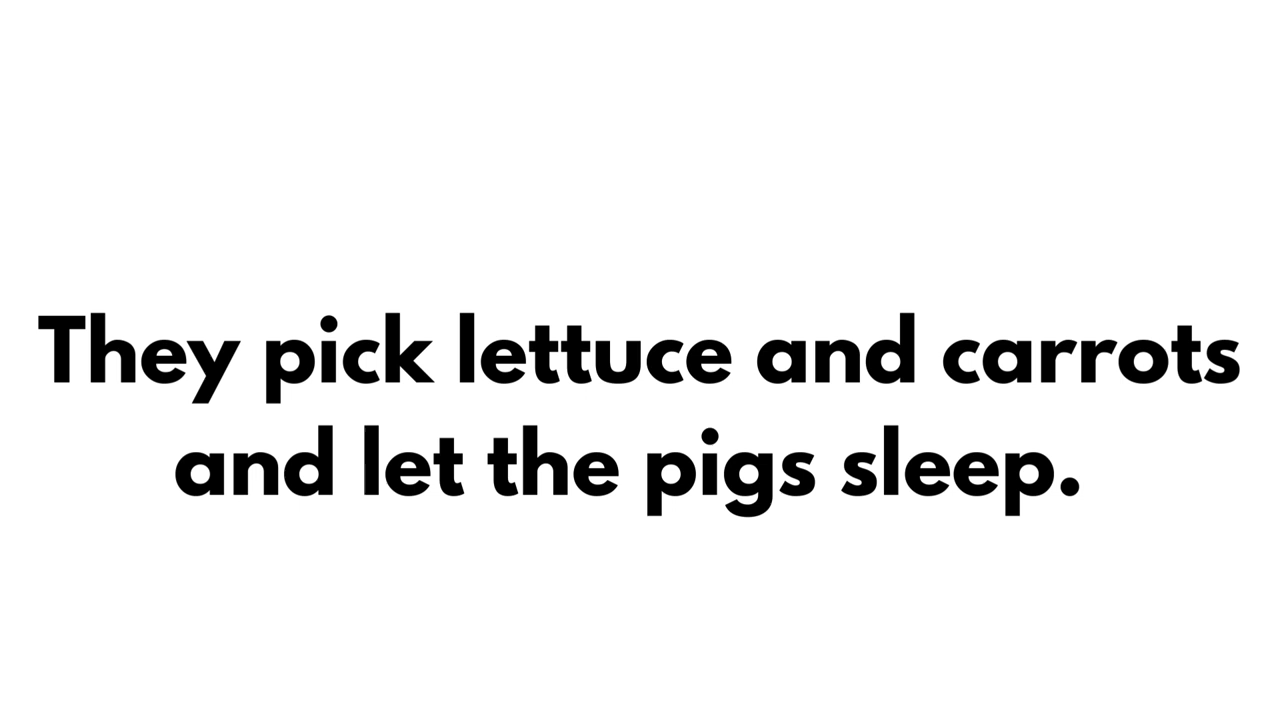 They pick lettuce and carrots
and let the pigs sleep.